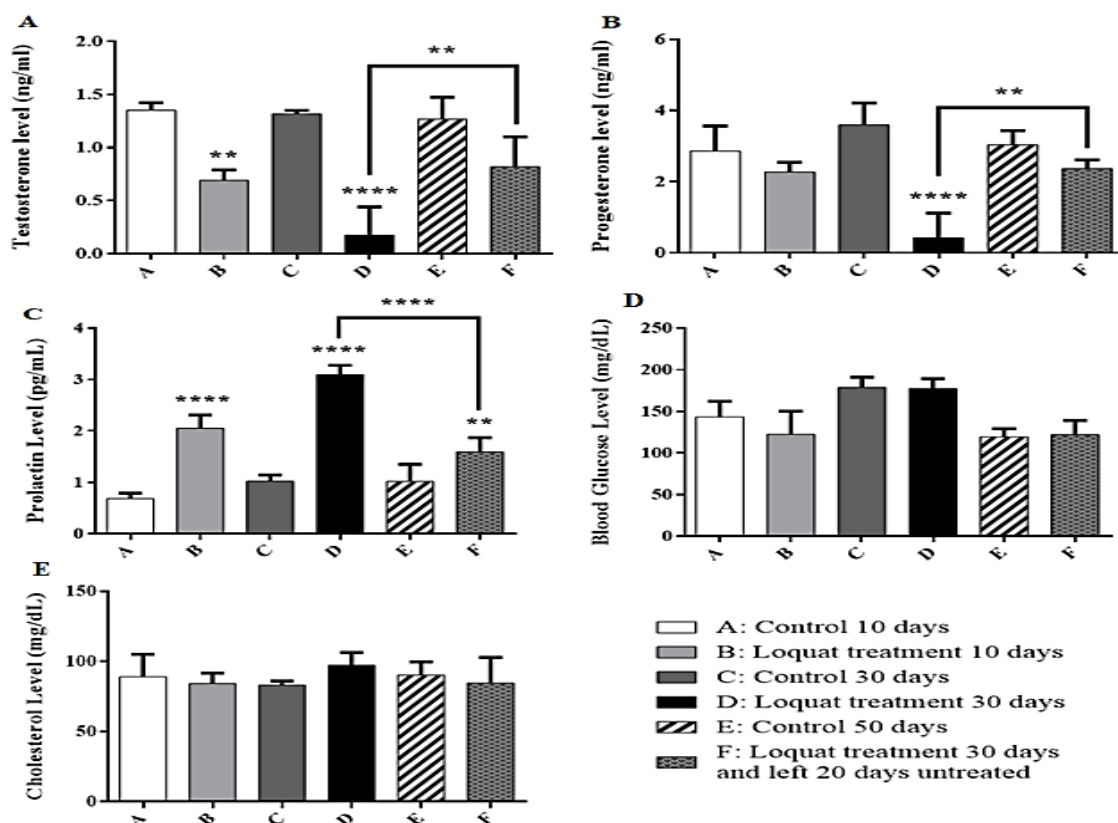 A
Testosterone level (ng/ml)
2.0
1.5
1.0
0.5
0.0
**
****
**
A B C D E F
B
Progesterone level (ng/ml)
6
4
2
0
****
**
A B C D E F
C
Prolactin Level (pg/mL)
4
3
2
1
0
****
****
****
**
A B C D E F
D
Blood Glucose Level (mg/dL)
250
200
150
100
50
0
A B C D E F
E
Cholesterol Level (mg/dL)
150
100
50
0
A B C D E F
A: Control 10 days
B: Loquat treatment 10 days
C: Control 30 days
D: Loquat treatment 30 days
E: Control 50 days
F: Loquat treatment 30 days
and left 20 days untreated